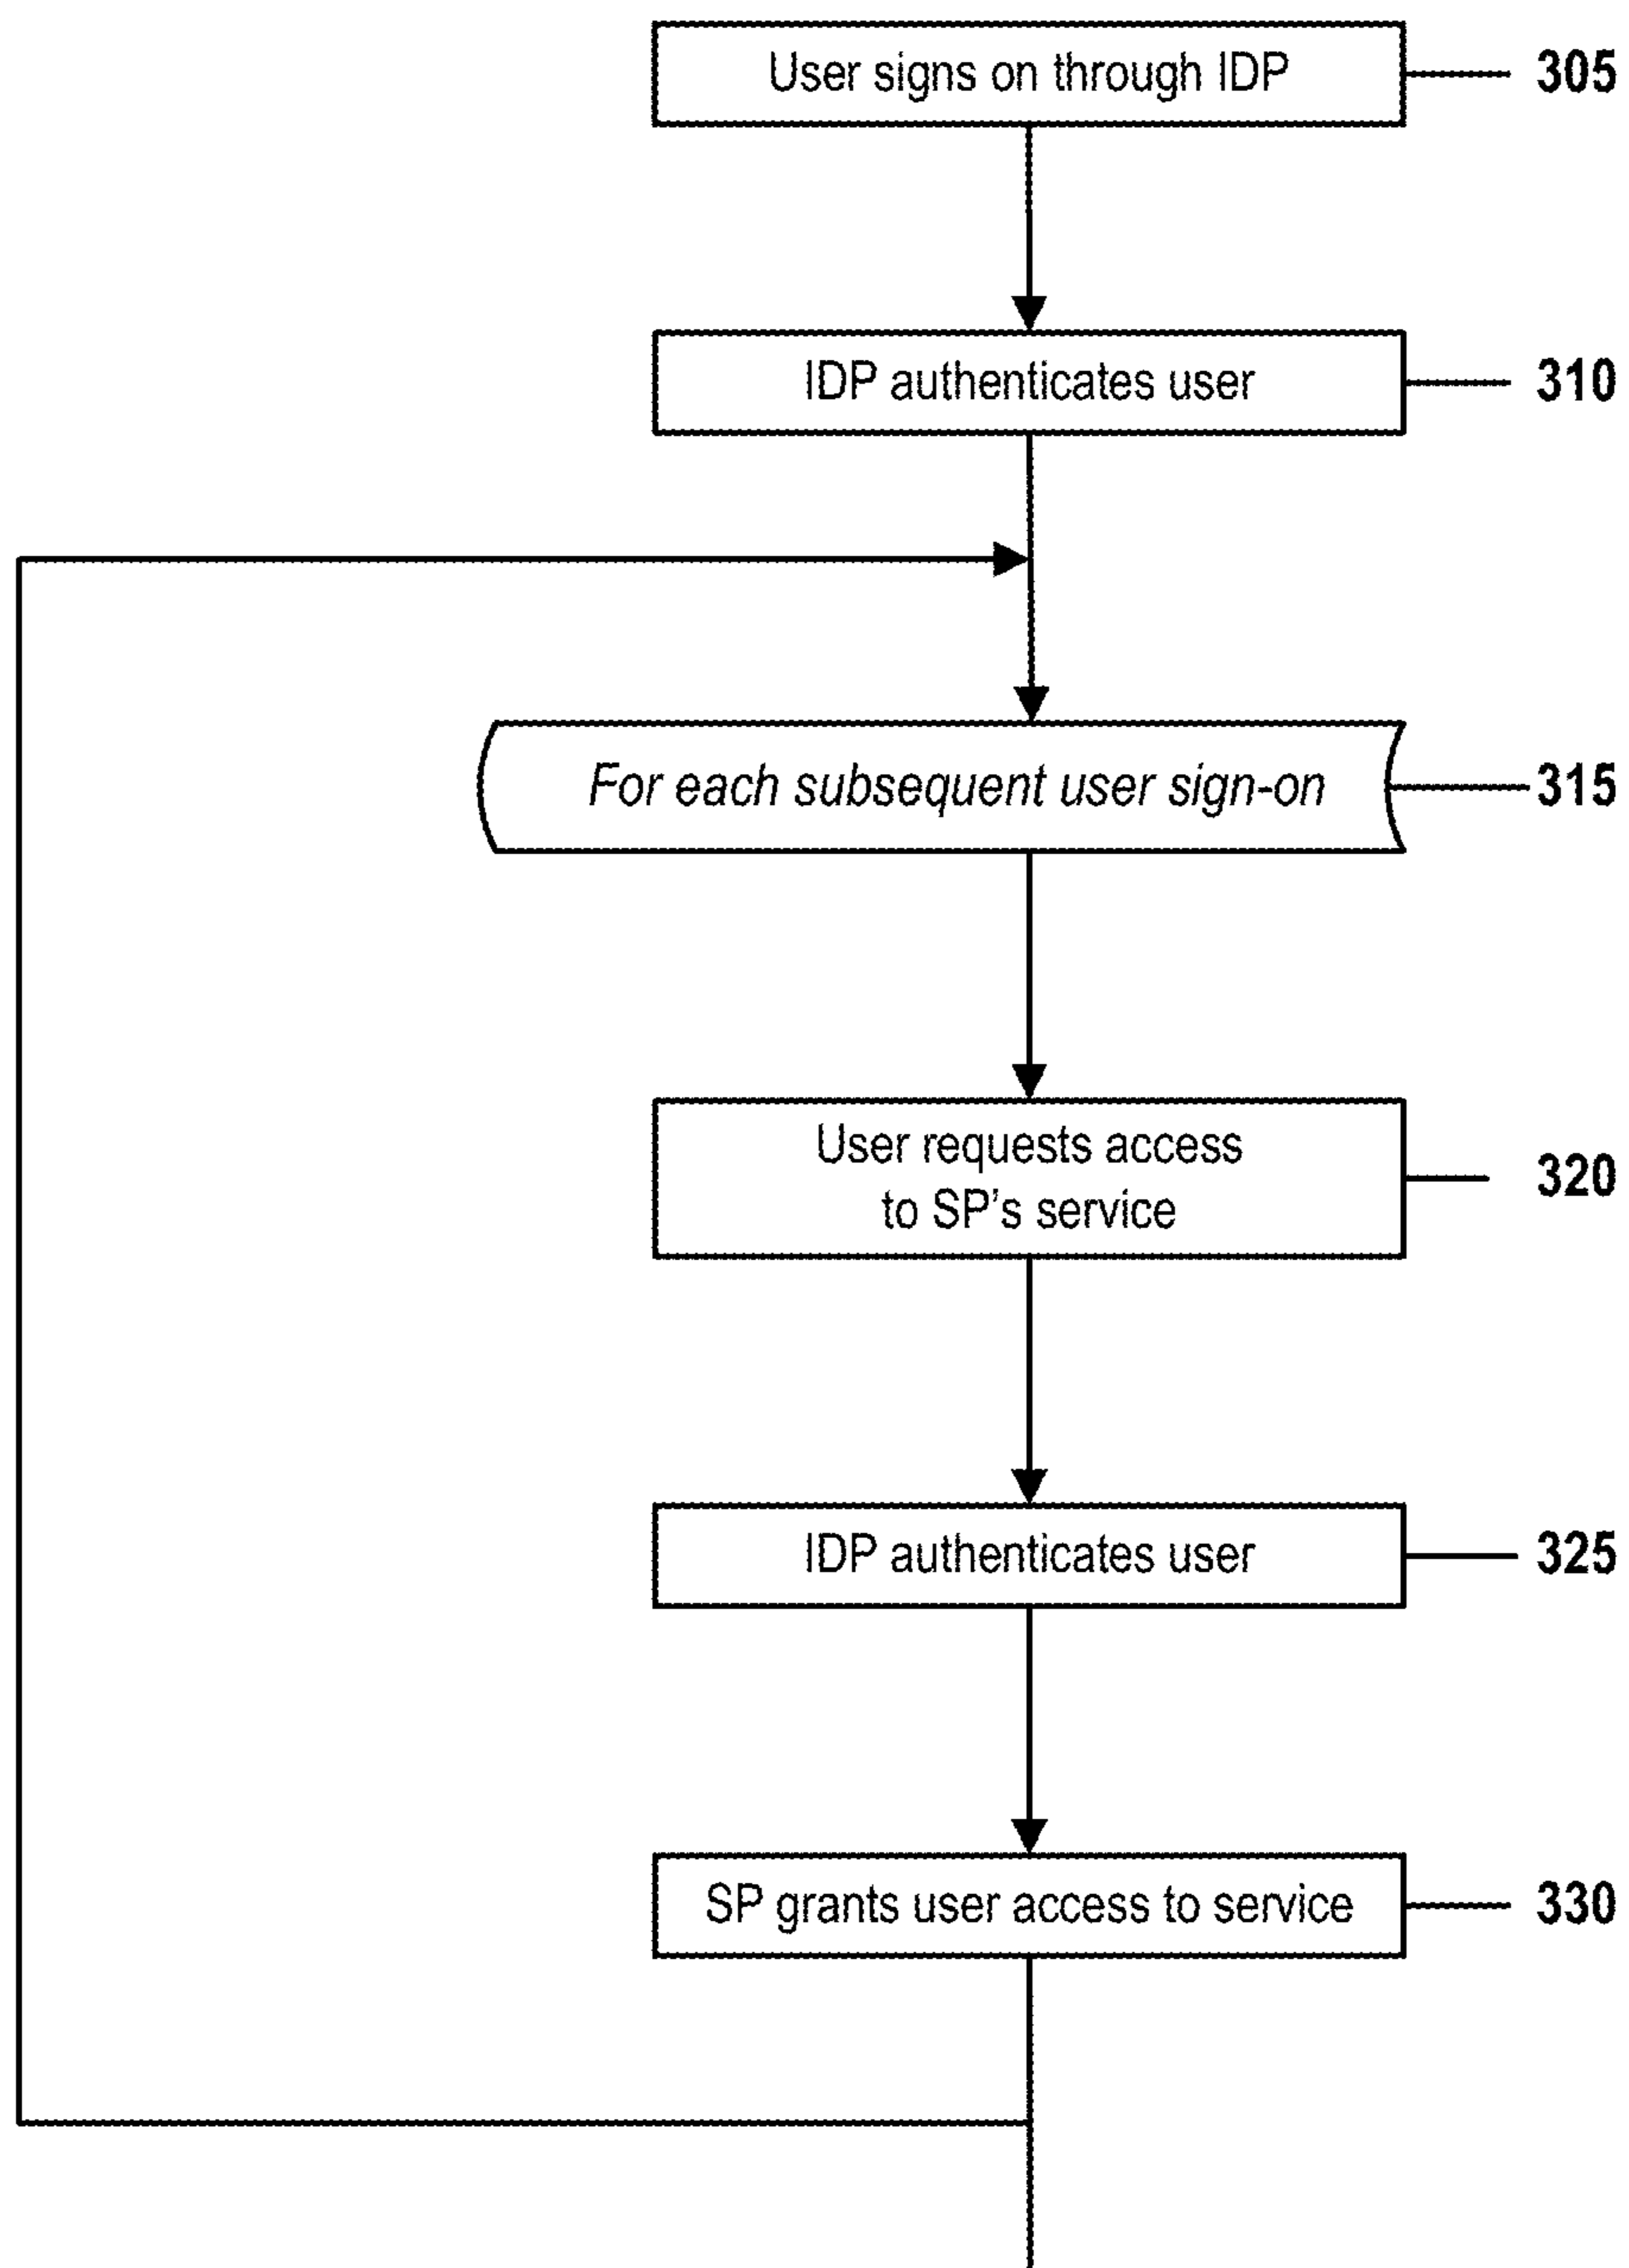 User signs on through IDP
305
IDP authenticates user
310
For each subsequent user sign-on
315
User requests access
to SP's service
320
IDP authenticates user
325
SP grants user access to service
330